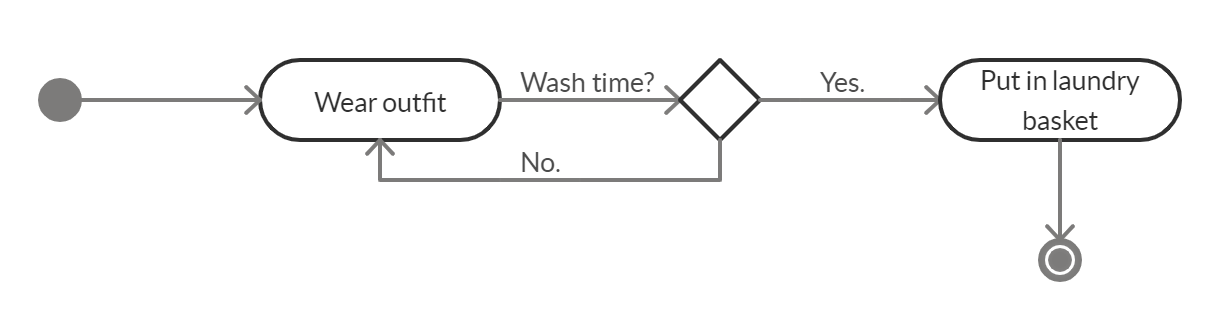 Wear outfit
Wash time?
Yes.
Put in laundry
basket
No.